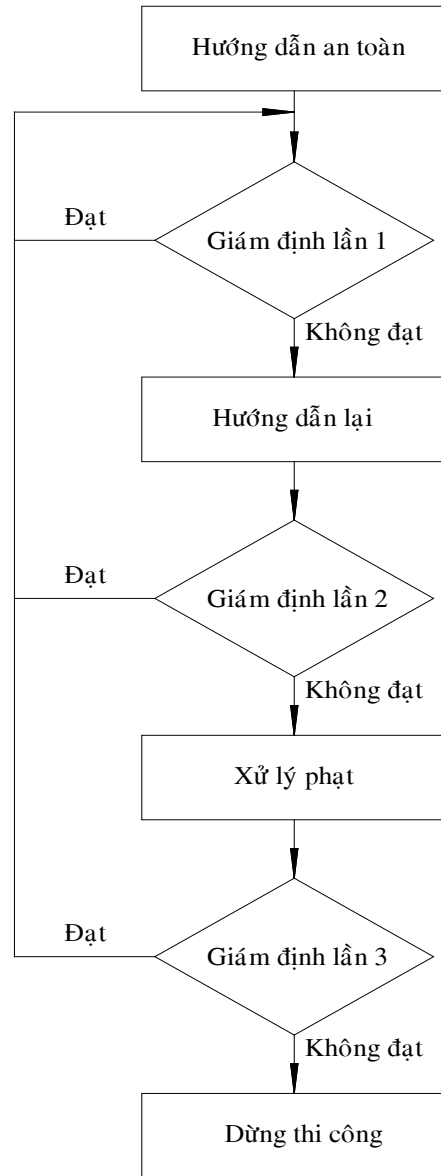 Hướng dẫn an toàn
Đạt
Giám định lần 1
Không đạt
Hướng dẫn lại
Đạt
Giám định lần 2
Không đạt
Xử lý phạt
Đạt
Giám định lần 3
Không đạt
Dừng thi công